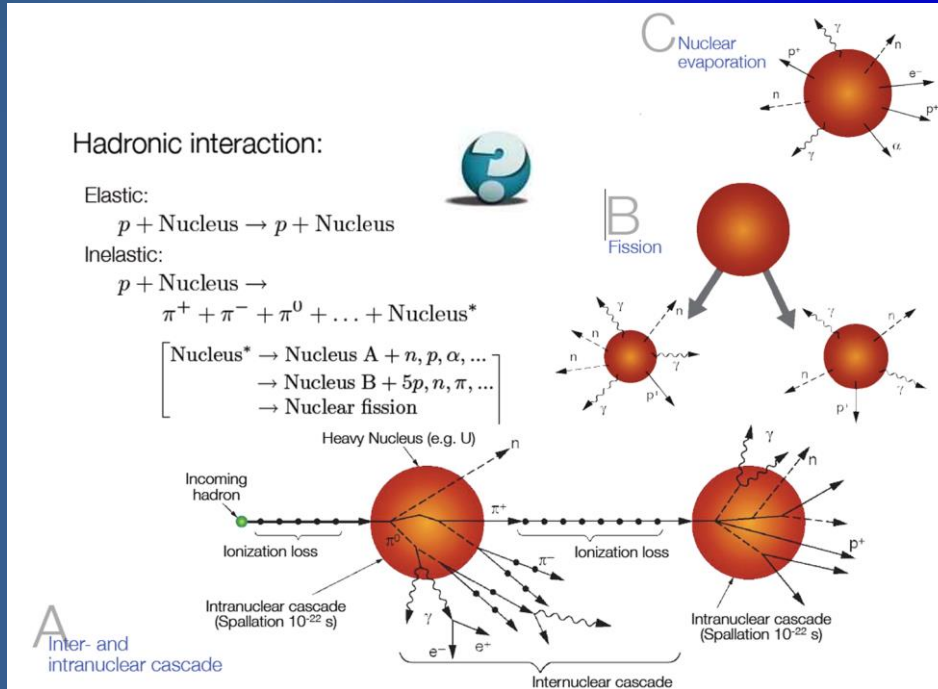 C Nuclear
evaporation
γ
n
p⁺
e⁻
n
p⁺
γ
α
Hadronic interaction:
?
Elastic:
p + Nucleus → p + Nucleus
Inelastic:
p + Nucleus →
π⁺ + π⁻ + π⁰ + … + Nucleus*
[Nucleus* → Nucleus A + n, p, α, ...
→ Nucleus B + 5p, n, π, ...
→ Nuclear fission]
B
Fission
γ
n
n
n
γ
γ
p⁺
γ
n
n
γ
p⁺
Heavy Nucleus (e.g. U)
n
Incoming
hadron
π⁺
π⁰
Ionization loss
Ionization loss
π⁻
γ
n
p⁺
Intranuclear cascade
(Spallation 10⁻²² s)
γ
e⁻
e⁺
Intranuclear cascade
(Spallation 10⁻²² s)
A
Inter- and
intranuclear cascade
Internuclear cascade